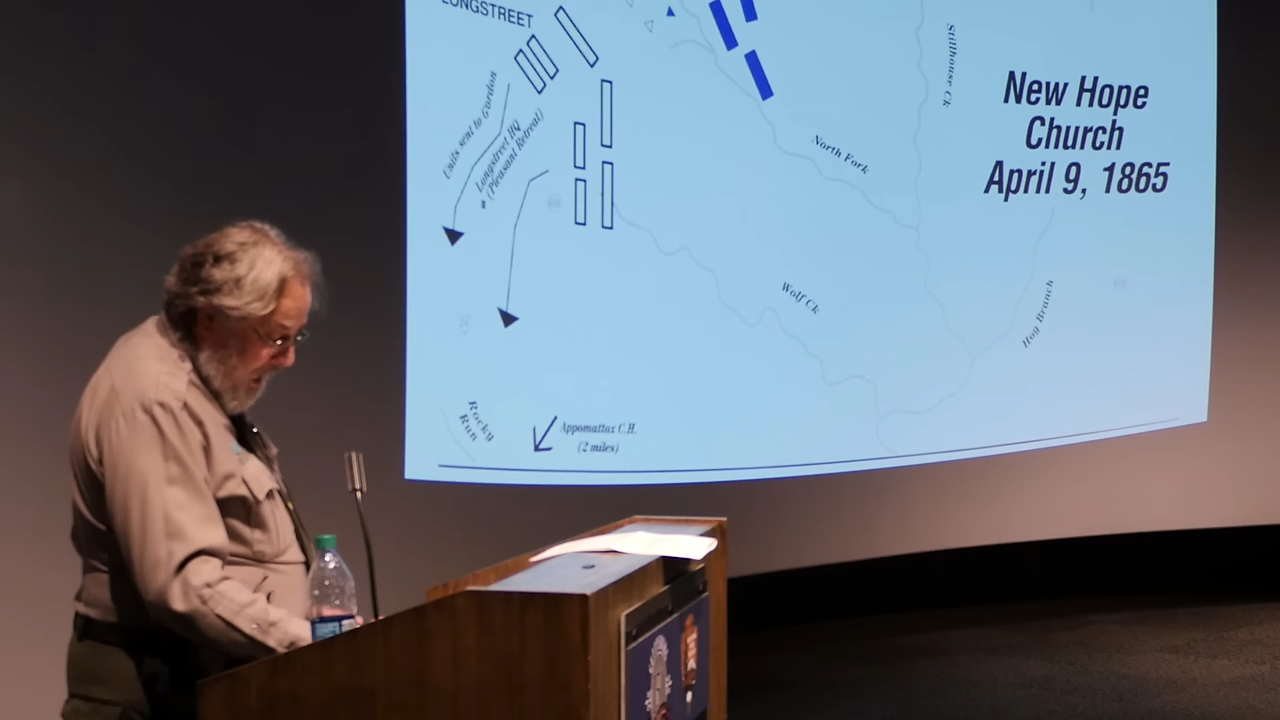 LONGSTREET
Units sent to Gordon
Longstreet HQ
(Pleasant Retreat)
Stillhouse Ck
North Fork
New Hope
Church
April 9, 1865
Wolf Ck
Hog Branch
Rocky
Run
Appomattox C.H.
(2 miles)